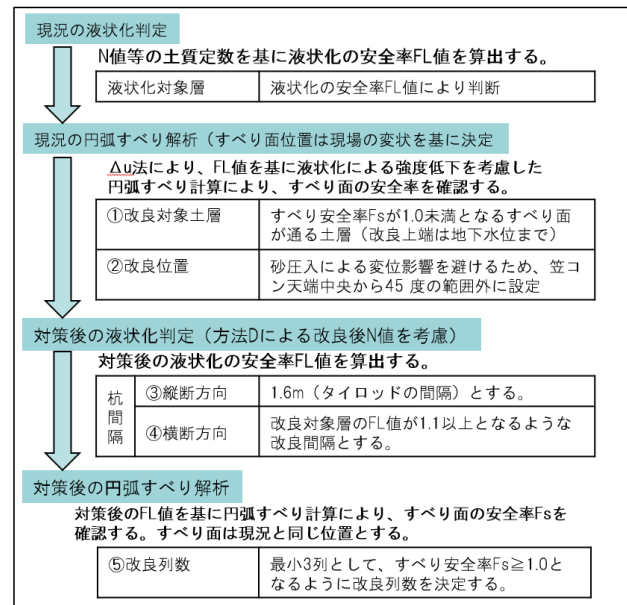 現況の液状化判定
N値等の土質定数を基に液状化の安全率FL値を算出する。
液状化対象層 液状化の安全率FL値により判断
現況の円弧すべり解析（すべり面位置は現場の変状を基に決定
Δu法により、FL値を基に液状化による強度低下を考慮した
円弧すべり計算により、すべり面の安全率を確認する。
①改良対象土層 すべり安全率Fsが1.0未満となるすべり面
が通る土層（改良上端は地下水位まで）
②改良位置 砂圧入による変位影響を避けるため、笠コ
ン天端中央から45 度の範囲外に設定
対策後の液状化判定（方法Dによる改良後N値を考慮）
対策後の液状化の安全率FL値を算出する。
杭間隔
③縦断方向 1.6m（タイロッドの間隔）とする。
④横断方向 改良対象層のFL値が1.1以上となるような
改良間隔とする。
対策後の円弧すべり解析
対策後のFL値を基に円弧すべり計算により、すべり面の安全率Fsを
確認する。すべり面は現況と同じ位置とする。
⑤改良列数 最小3列として、すべり安全率Fs≧1.0と
なるように改良列数を決定する。